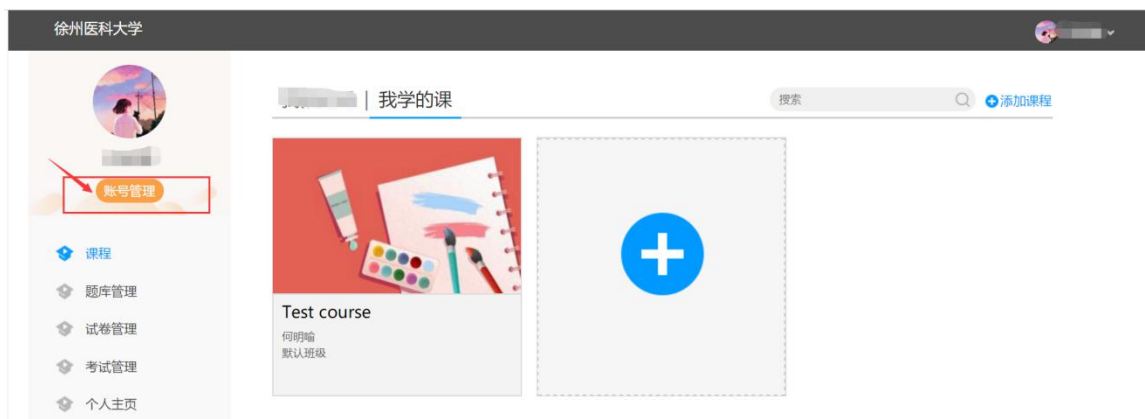 徐州医科大学
账号管理
课程
题库管理
试卷管理
考试管理
个人主页
| 我学的课
搜索
添加课程
Test course
何明喻
默认班级